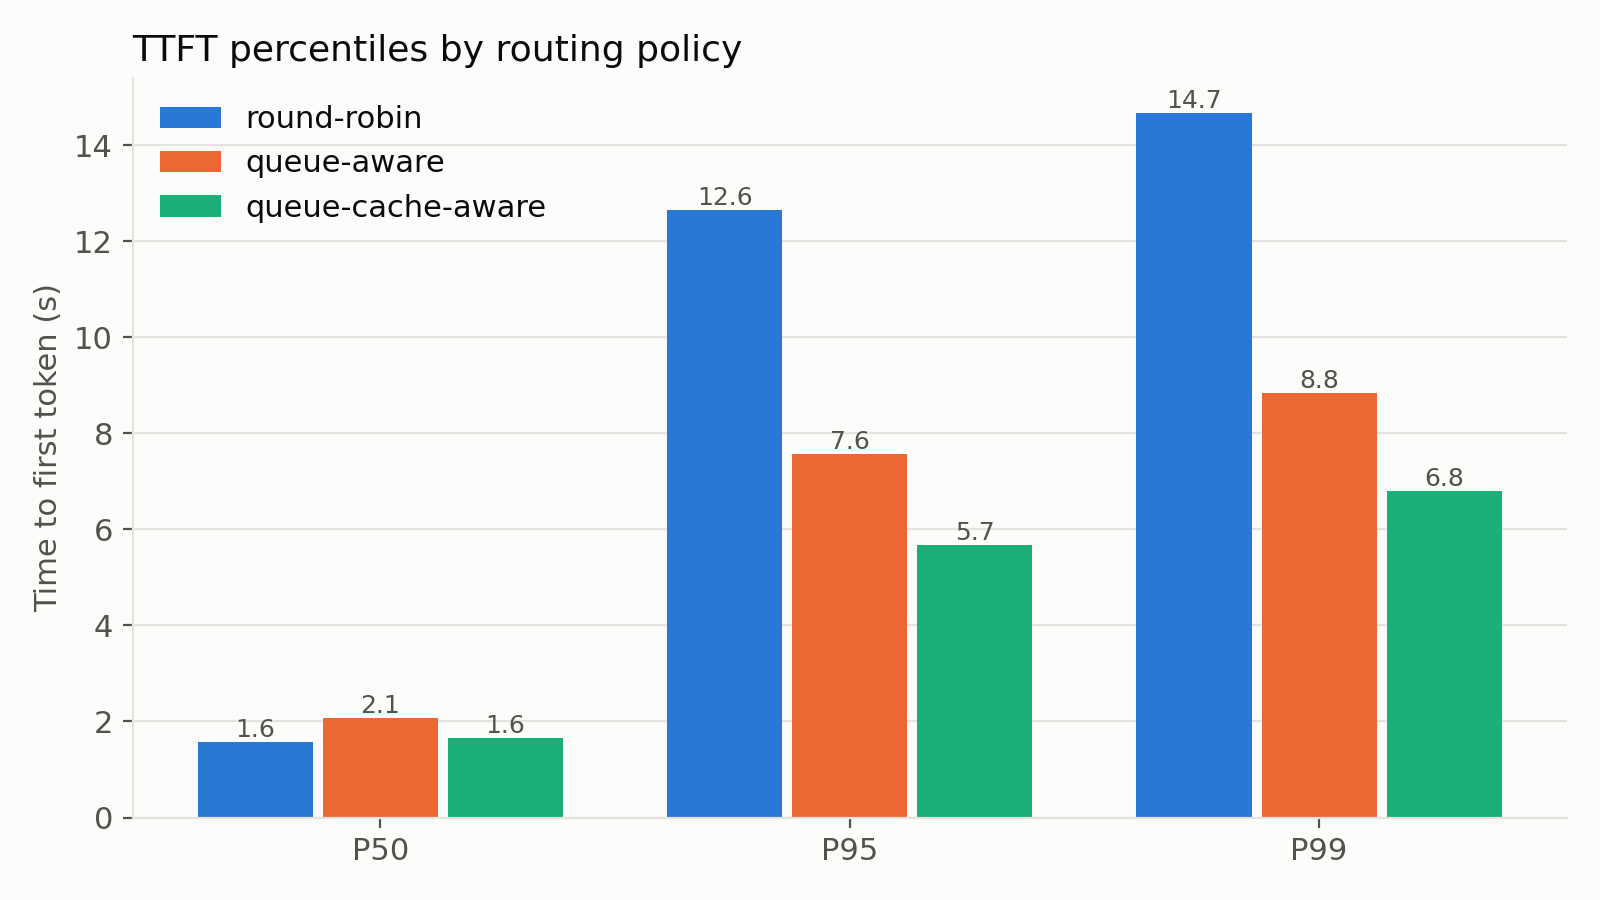 TTFT percentiles by routing policy
round-robin
queue-aware
queue-cache-aware
Time to first token (s)
14
12
10
8
6
4
2
0
1.6
2.1
1.6
12.6
7.6
5.7
14.7
8.8
6.8
P50
P95
P99